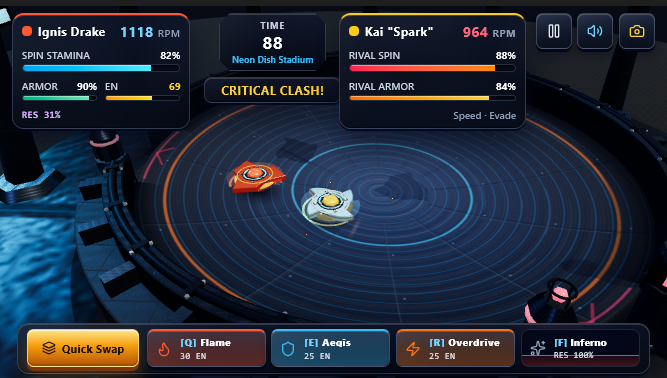 Ignis Drake 1118 RPM
SPIN STAMINA 82%
ARMOR 90% EN 69
RES 31%
TIME
88
Neon Dish Stadium
CRITICAL CLASH!
Kai "Spark" 964 RPM
RIVAL SPIN 88%
RIVAL ARMOR 84%
Speed · Evade
Quick Swap
[Q] Flame
30 EN
[E] Aegis
25 EN
[R] Overdrive
25 EN
[F] Inferno
RES 100%